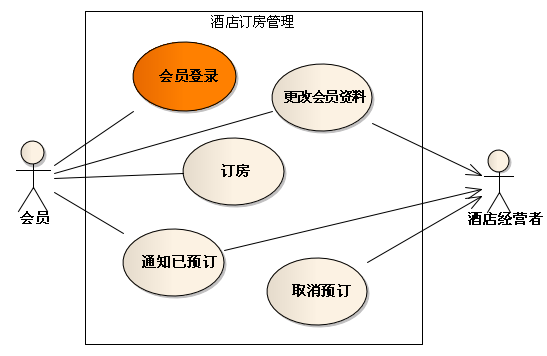 酒店订房管理
会员登录
更改会员资料
订房
会员
酒店经营者
通知已预订
取消预订